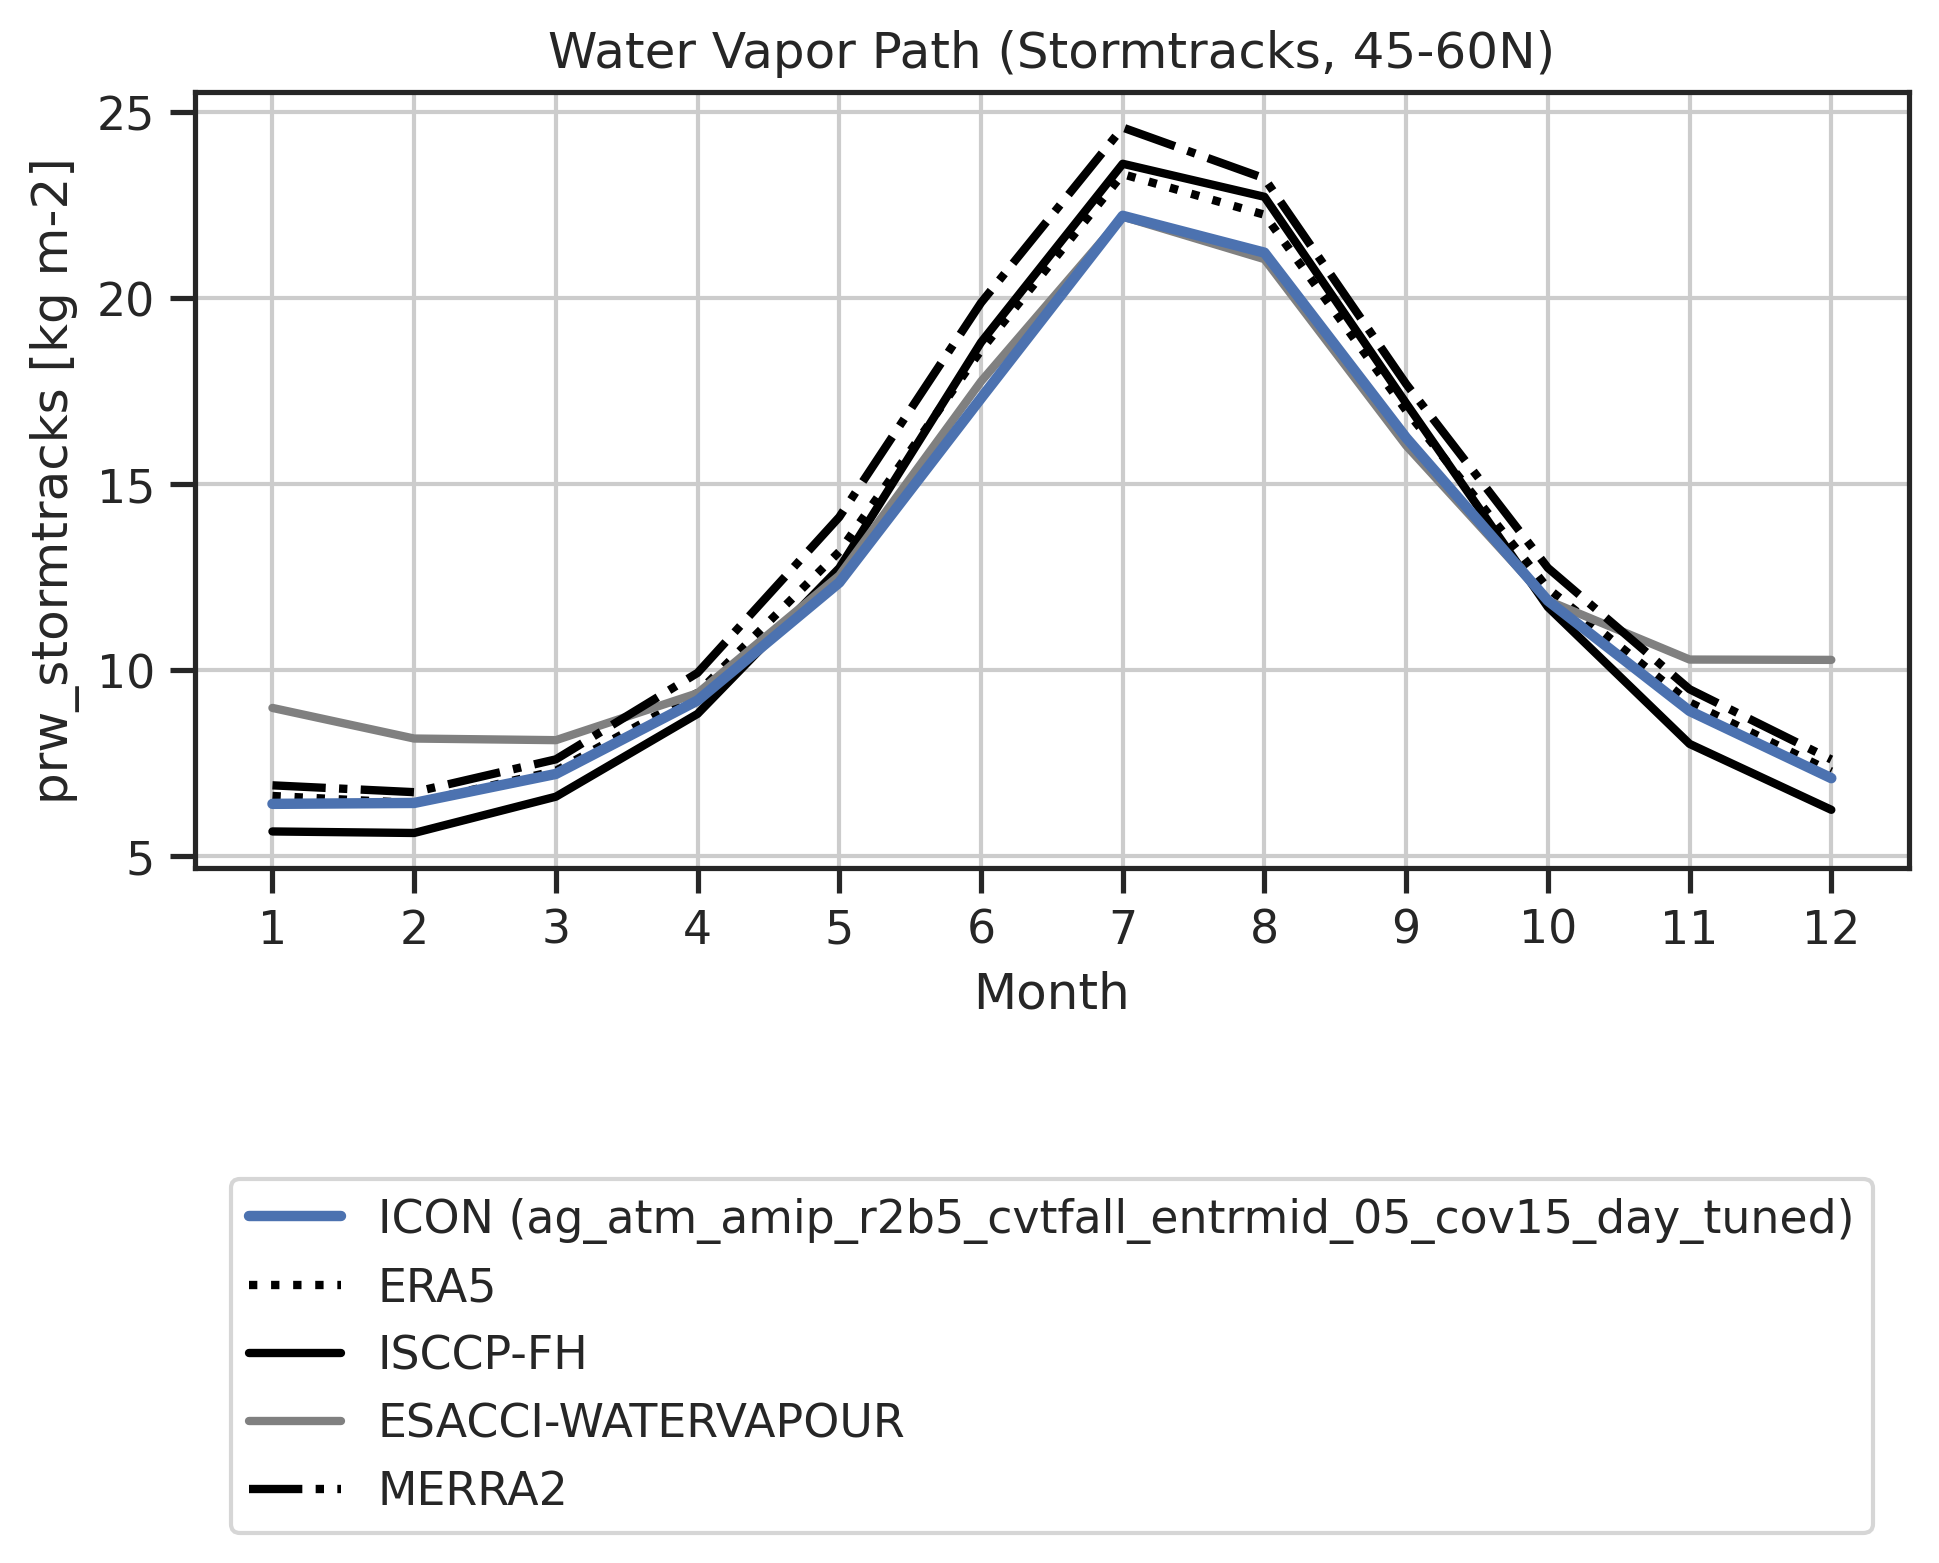 Water Vapor Path (Stormtracks, 45-60N)
prw_stormtracks [kg m-2]
25
20
15
10
5
1 2 3 4 5 6 7 8 9 10 11 12
Month
ICON (ag_atm_amip_r2b5_cvtfall_entrmid_05_cov15_day_tuned)
ERA5
ISCCP-FH
ESACCI-WATERVAPOUR
MERRA2